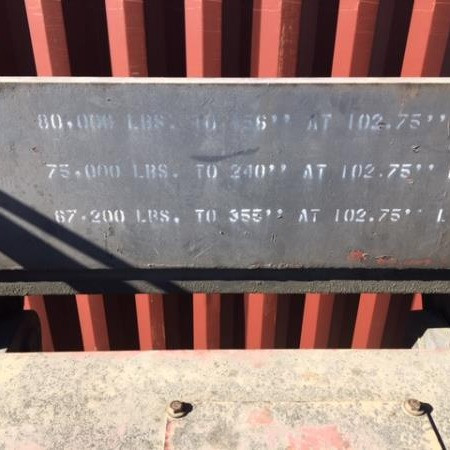 80,000 LBS. TO 156'' AT 102.75''
75,000 LBS. TO 240'' AT 102.75''
67,200 LBS. TO 355'' AT 102.75'' L